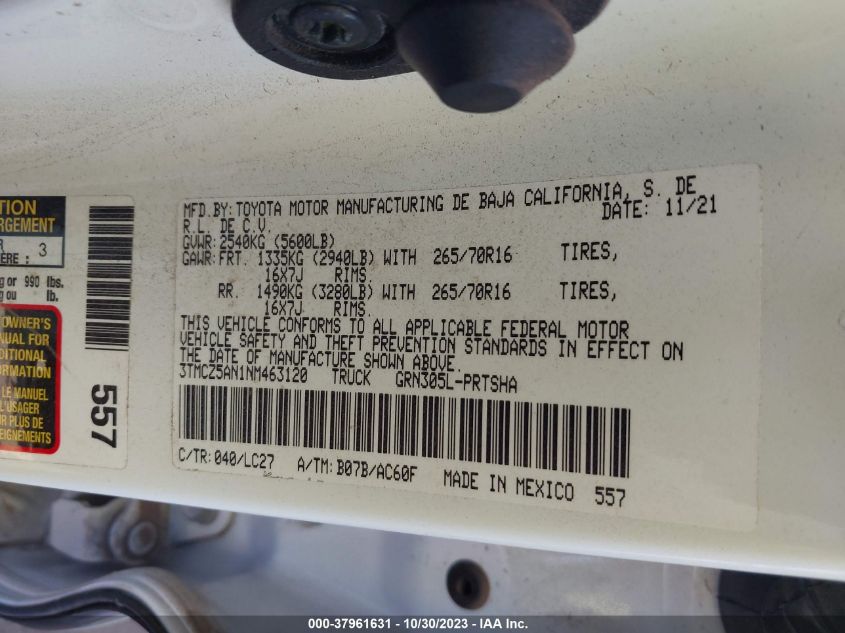 TION
RGEMENT
R
ERE : 3
g or 990 lbs.
g ou lb.
OWNER'S
NUAL FOR
DITIONAL
ORMATION
LE MANUEL
L'USAGER
R PLUS DE
EIGNEMENTS
557
MFD.BY: TOYOTA MOTOR MANUFACTURING DE BAJA CALIFORNIA, S. DE
R.L. DE C.V. DATE: 11/21
GVWR: 2540KG (5600LB)
GAWR: FRT. 1335KG (2940LB) WITH 265/70R16 TIRES,
16X7J RIMS.
RR. 1490KG (3280LB) WITH 265/70R16 TIRES,
16X7J RIMS.
THIS VEHICLE CONFORMS TO ALL APPLICABLE FEDERAL MOTOR
VEHICLE SAFETY AND THEFT PREVENTION STANDARDS IN EFFECT ON
THE DATE OF MANUFACTURE SHOWN ABOVE.
3TMCZ5AN1NM463120 TRUCK GRN305L-PRTSHA
C/TR: 040/LC27 A/TM: B07B/AC60F MADE IN MEXICO 557
000-37961631 - 10/30/2023 - IAA Inc.